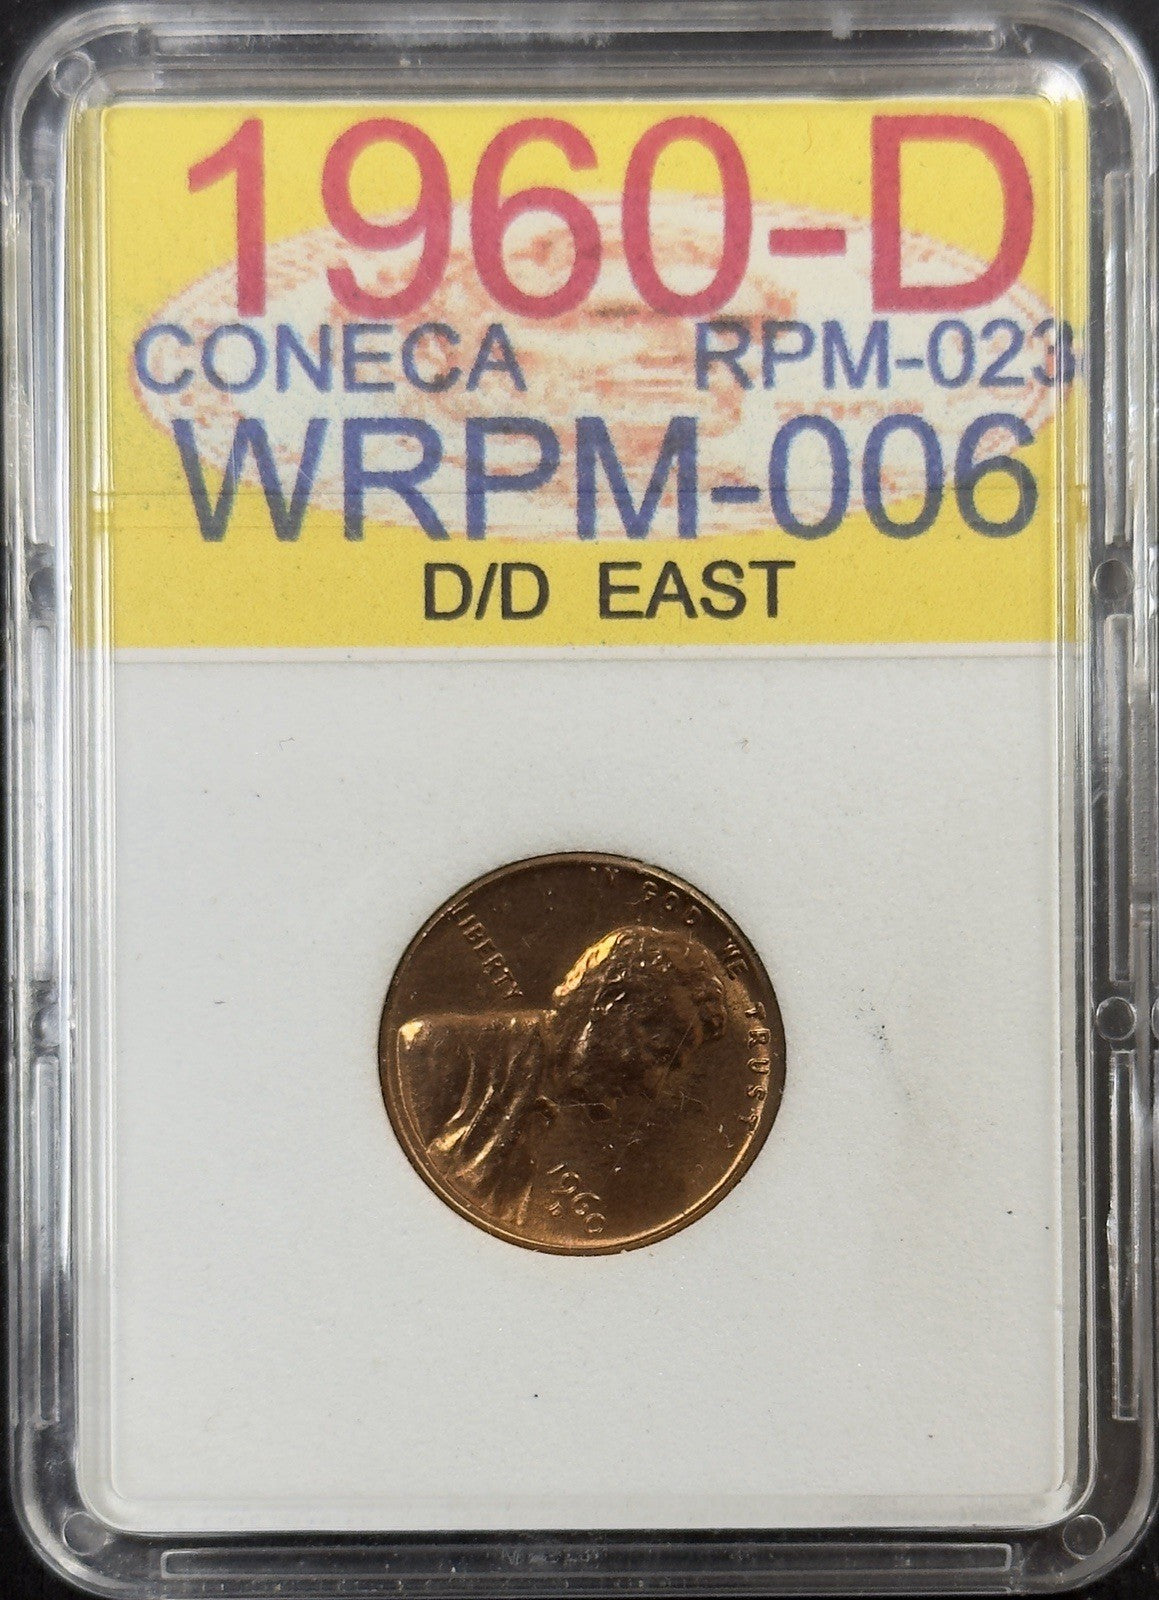 1960-D
CONECA RPM-023
WRPM-006
D/D EAST
IN GOD WE TRUST
LIBERTY
1960
D